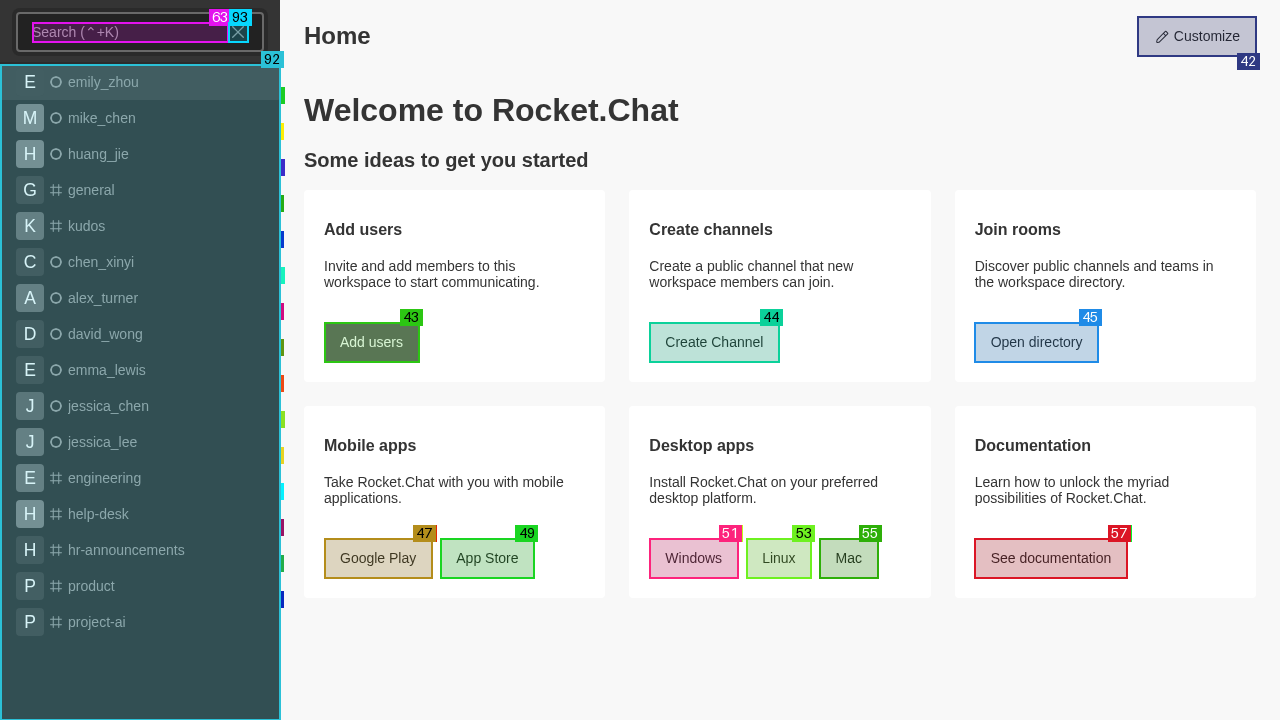 Search (⌃+K)
63
93
92
E emily_zhou
M mike_chen
H huang_jie
G general
K kudos
C chen_xinyi
A alex_turner
D david_wong
E emma_lewis
J jessica_chen
J jessica_lee
E engineering
H help-desk
H hr-announcements
P product
P project-ai
Home
Customize
42
Welcome to Rocket.Chat
Some ideas to get you started
Add users
Invite and add members to this
workspace to start communicating.
43
Add users
Create channels
Create a public channel that new
workspace members can join.
44
Create Channel
Join rooms
Discover public channels and teams in
the workspace directory.
45
Open directory
Mobile apps
Take Rocket.Chat with you with mobile
applications.
47
49
Google Play
App Store
Desktop apps
Install Rocket.Chat on your preferred
desktop platform.
51
53
55
Windows
Linux
Mac
Documentation
Learn how to unlock the myriad
possibilities of Rocket.Chat.
57
See documentation